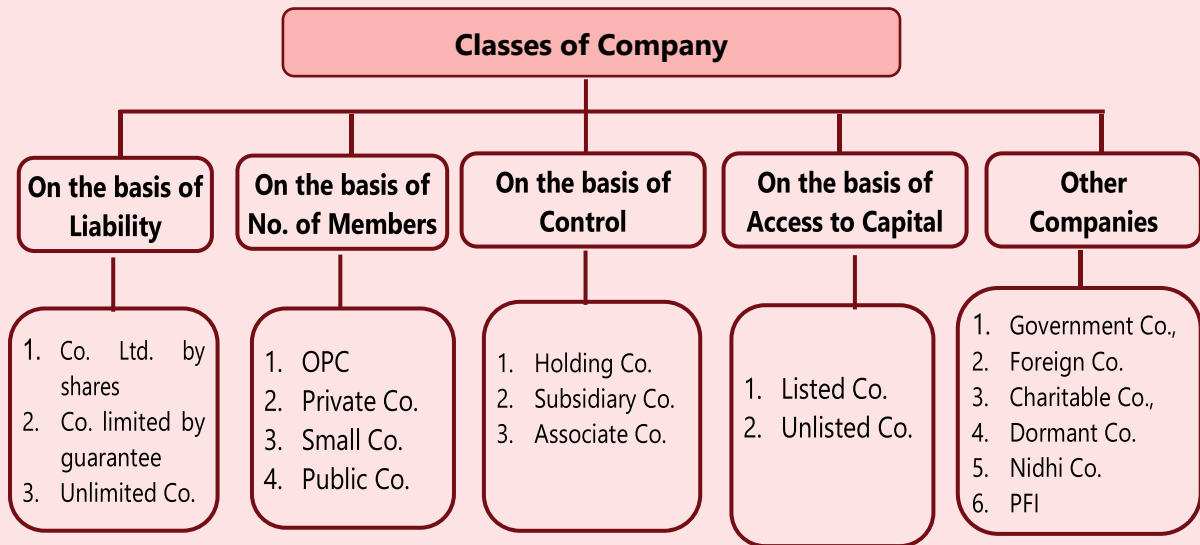 Classes of Company
On the basis of
Liability
On the basis of
No. of Members
On the basis of
Control
On the basis of
Access to Capital
Other
Companies
1. Co. Ltd. by
shares
2. Co. limited by
guarantee
3. Unlimited Co.
1. OPC
2. Private Co.
3. Small Co.
4. Public Co.
1. Holding Co.
2. Subsidiary Co.
3. Associate Co.
1. Listed Co.
2. Unlisted Co.
1. Government Co.,
2. Foreign Co.
3. Charitable Co.,
4. Dormant Co.
5. Nidhi Co.
6. PFI